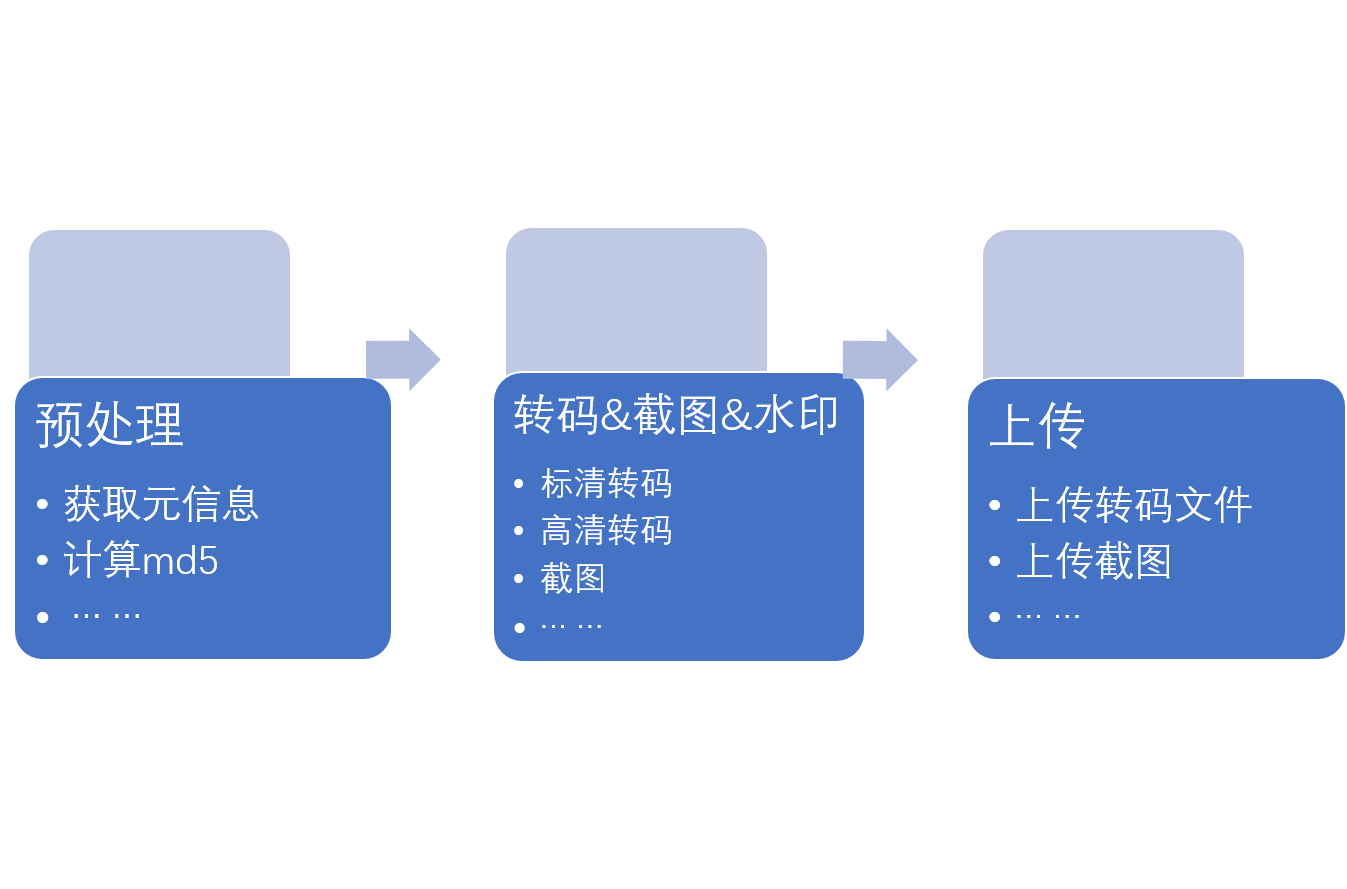 预处理
• 获取元信息
• 计算md5
• … …
转码&截图&水印
• 标清转码
• 高清转码
• 截图
• … …
上传
• 上传转码文件
• 上传截图
• … …